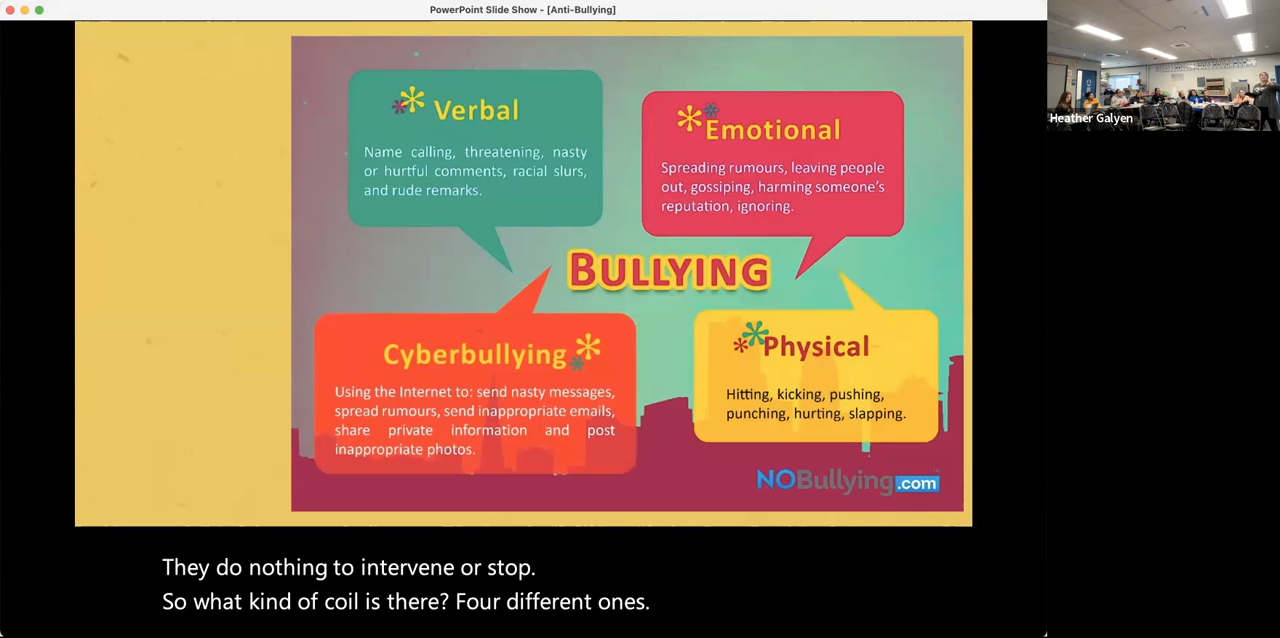 PowerPoint Slide Show - [Anti-Bullying]
Verbal
Name calling, threatening, nasty
or hurtful comments, racial slurs,
and rude remarks.
Emotional
Spreading rumours, leaving people
out, gossiping, harming someone's
reputation, ignoring.
BULLYING
Cyberbullying
Using the Internet to: send nasty messages,
spread rumours, send inappropriate emails,
share private information and post
inappropriate photos.
Physical
Hitting, kicking, pushing,
punching, hurting, slapping.
NOBullying.com
Heather Galyen
They do nothing to intervene or stop.
So what kind of coil is there? Four different ones.